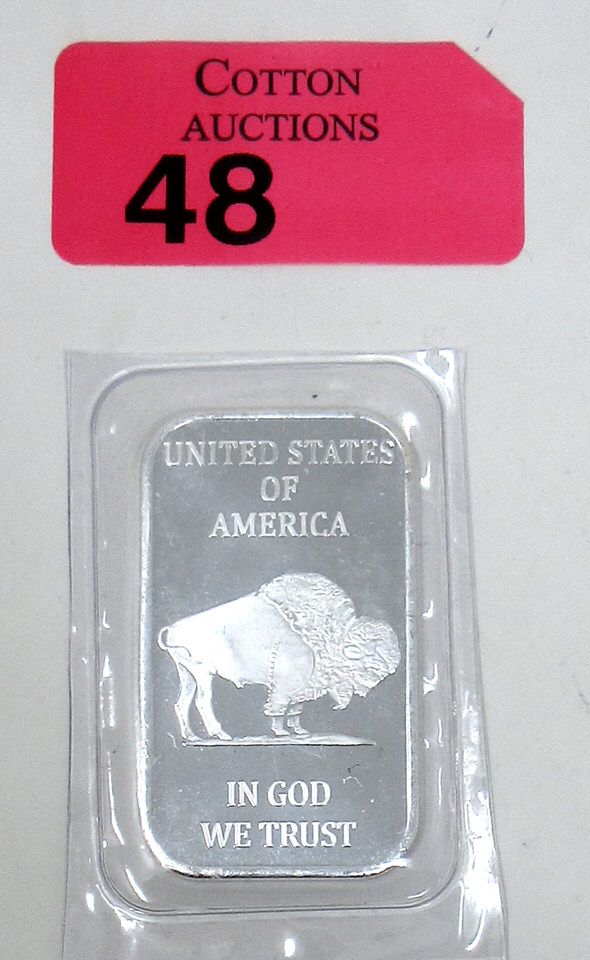 COTTON
AUCTIONS
48
UNITED STATES
OF
AMERICA
IN GOD
WE TRUST